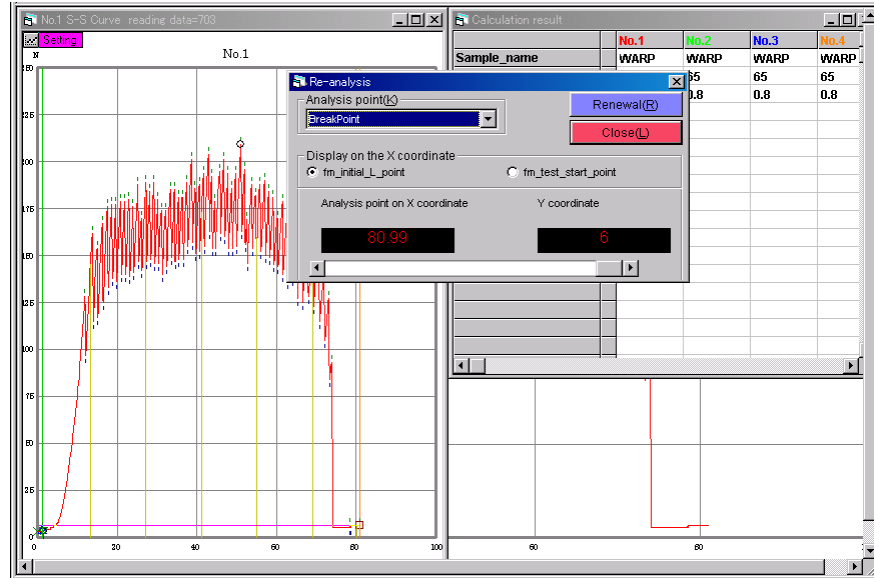 No.1 S-S Curve reading data=703
Setting
N
No.1
250
225
200
175
150
125
100
75
50
25
0
0 20 40 60 80 100
Calculation result
No.1 No.2 No.3 No.4
Sample_name WARP WARP WARP WARP
65 65 65
0.8 0.8 0.8
Re-analysis
Analysis point(K)
BreakPoint
Renewal(R)
Close(L)
Display on the X coordinate
fm_initial_L_point fm_test_start_point
Analysis point on X coordinate Y coordinate
80.99 6
60 80